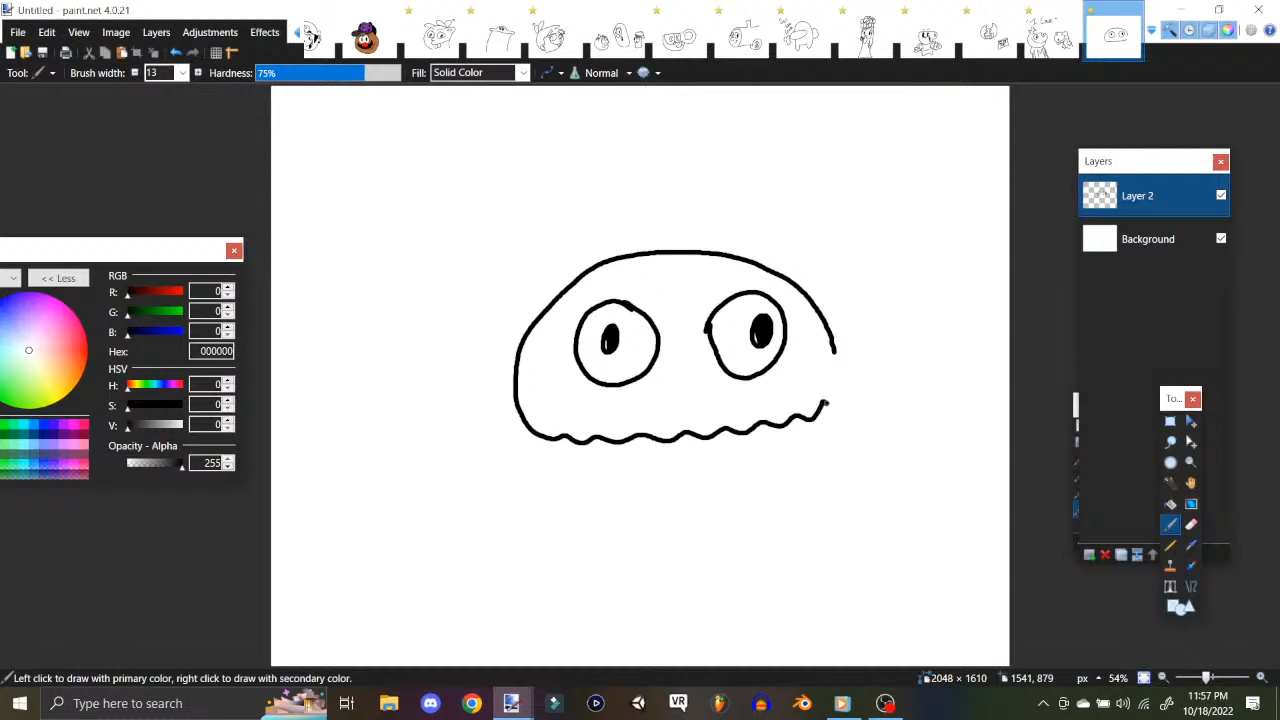 Untitled - paint.net 4.0.21
File Edit View Image Layers Adjustments Effects
Tool: Brush width: 13 Hardness: 75% Fill: Solid Color Normal
Layers
Layer 2
Background
<< Less
RGB
R: 0
G: 0
B: 0
Hex: 000000
HSV
H: 0
S: 0
V: 0
Opacity - Alpha
255
To...
Left click to draw with primary color, right click to draw with secondary color.
2048 × 1610 1541, 879 px 54%
Type here to search
VR
11:57 PM
10/18/2022